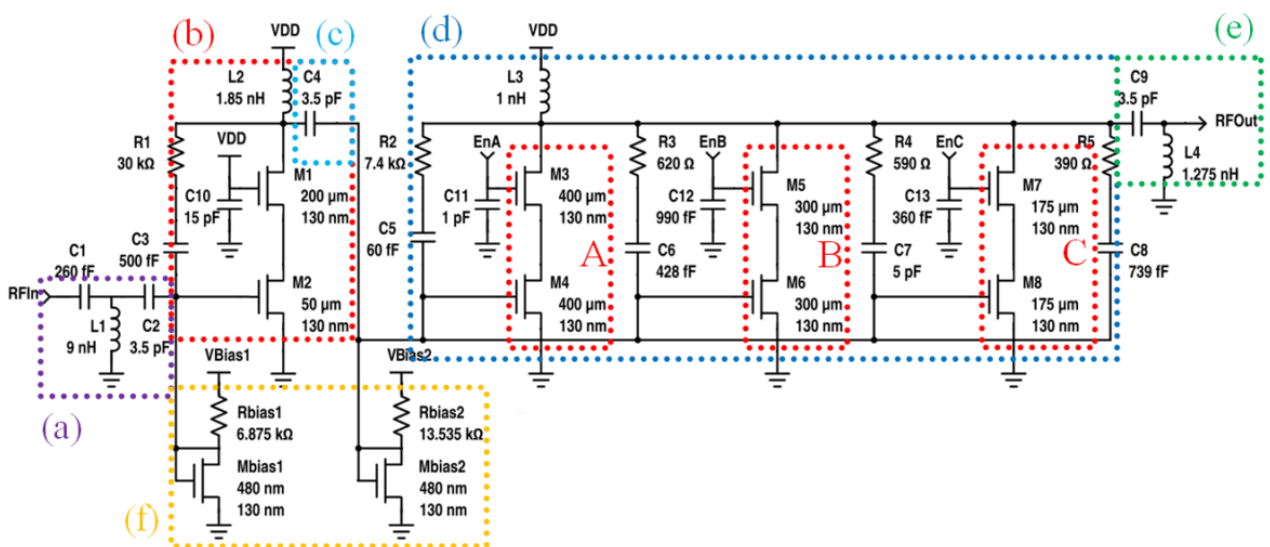 (b)
VDD
(c)
(d)
VDD
(e)
L2
1.85 nH
C4
3.5 pF
L3
1 nH
C9
3.5 pF
RFOut
R1
30 kΩ
VDD
R2
7.4 kΩ
EnA
R3
620 Ω
EnB
R4
590 Ω
EnC
R5
390 Ω
L4
1.275 nH
C10
15 pF
M1
200 μm
130 nm
C11
1 pF
M3
400 μm
130 nm
C12
990 fF
M5
300 μm
130 nm
C13
360 fF
M7
175 μm
130 nm
C1
260 fF
C3
500 fF
C5
60 fF
A
C6
428 fF
B
C7
5 pF
C
C8
739 fF
RFIn
L1
9 nH
C2
3.5 pF
M2
50 μm
130 nm
M4
400 μm
130 nm
M6
300 μm
130 nm
M8
175 μm
130 nm
(a)
VBias1
VBias2
Rbias1
6.875 kΩ
Rbias2
13.535 kΩ
Mbias1
480 nm
130 nm
Mbias2
480 nm
130 nm
(f)